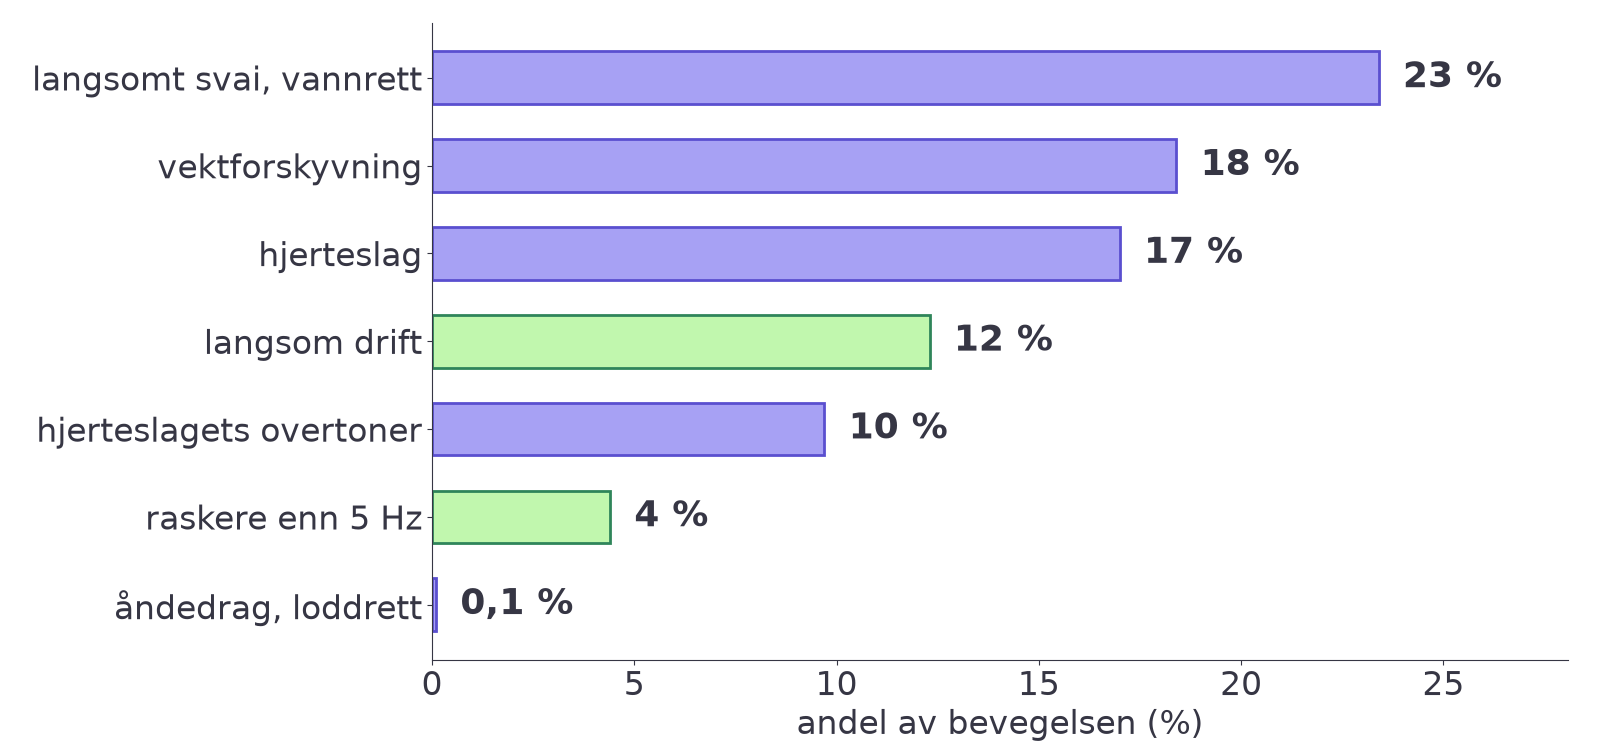 langsomt svai, vannrett 23 %
vektforskyvning 18 %
hjerteslag 17 %
langsom drift 12 %
hjerteslagets overtoner 10 %
raskere enn 5 Hz 4 %
åndedrag, loddrett 0,1 %
0 5 10 15 20 25
andel av bevegelsen (%)